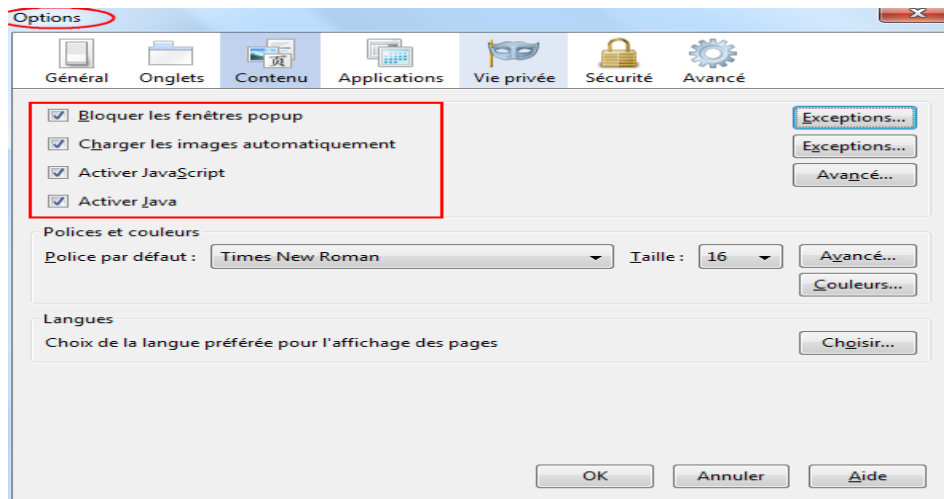 Options
Général Onglets Contenu Applications Vie privée Sécurité Avancé
Bloquer les fenêtres popup Exceptions...
Charger les images automatiquement Exceptions...
Activer JavaScript Avancé...
Activer Java
Polices et couleurs
Police par défaut : Times New Roman Taille : 16 Avancé...
Couleurs...
Langues
Choix de la langue préférée pour l'affichage des pages Choisir...
OK Annuler Aide